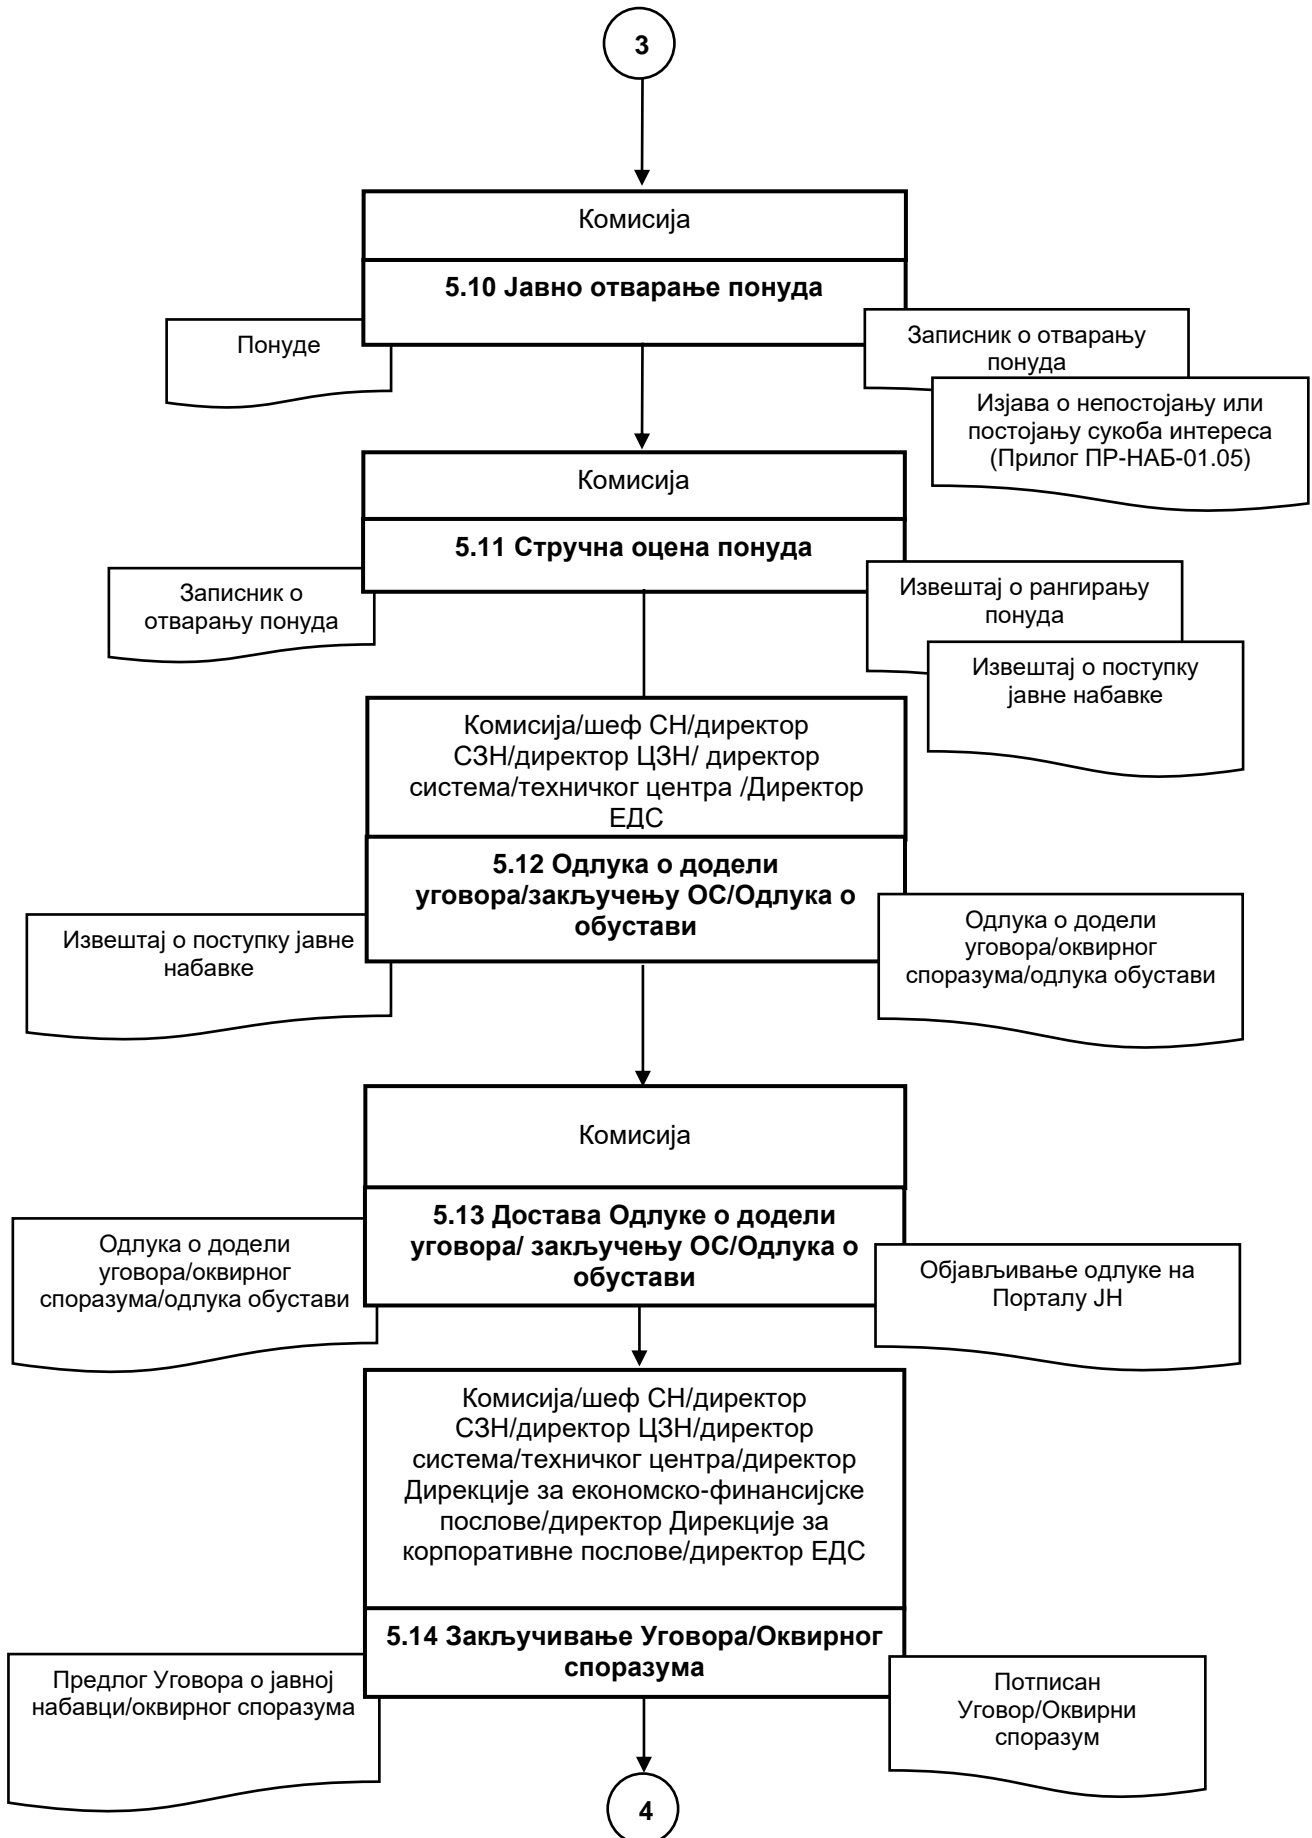 3
Комисија
5.10 Јавно отварање понуда
Понуде
Записник о отварању
понуда
Изјава о непостојању или
постојању сукоба интереса
(Прилог ПР-НАБ-01.05)
Комисија
5.11 Стручна оцена понуда
Записник о
отварању понуда
Извештај о рангирању
понуда
Извештај о поступку
јавне набавке
Комисија/шеф СН/директор
СЗН/директор ЦЗН/ директор
система/техничког центра /Директор
ЕДС
5.12 Одлука о додели
уговора/закључењу ОС/Одлука о
обустави
Извештај о поступку јавне
набавке
Одлука о додели
уговора/оквирног
споразума/одлука обустави
Комисија
5.13 Достава Одлуке о додели
уговора/ закључењу ОС/Одлука о
обустави
Одлука о додели
уговора/оквирног
споразума/одлука обустави
Објављивање одлуке на
Порталу ЈН
Комисија/шеф СН/директор
СЗН/директор ЦЗН/директор
система/техничког центра/директор
Дирекције за економско-финансијске
послове/директор Дирекције за
корпоративне послове/директор ЕДС
5.14 Закључивање Уговора/Оквирног
споразума
Предлог Уговора о јавној
набавци/оквирног споразума
Потписан
Уговор/Оквирни
споразум
4